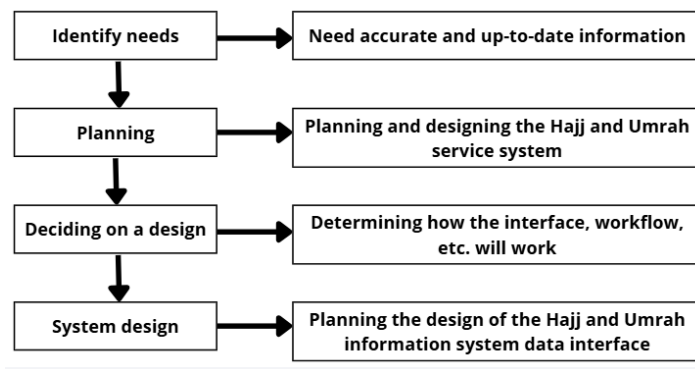 Identify needs
Need accurate and up-to-date information
Planning
Planning and designing the Hajj and Umrah
service system
Deciding on a design
Determining how the interface, workflow,
etc. will work
System design
Planning the design of the Hajj and Umrah
information system data interface